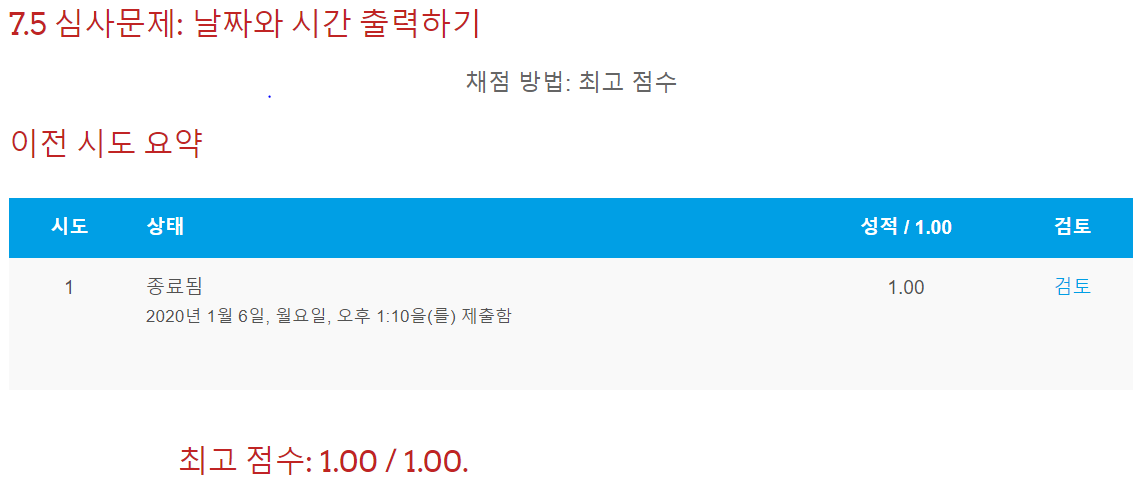 7.5 심사문제: 날짜와 시간 출력하기
채점 방법: 최고 점수
이전 시도 요약
시도 상태 성적 / 1.00 검토
1 종료됨 1.00 검토
2020년 1월 6일, 월요일, 오후 1:10을(를) 제출함
최고 점수: 1.00 / 1.00.